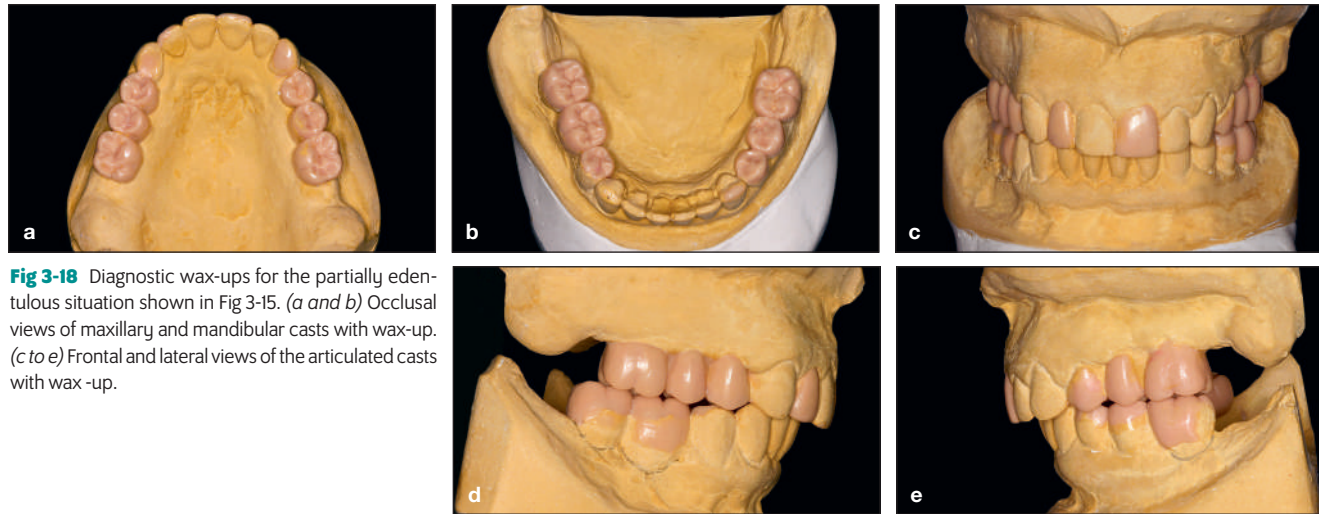 a
b
c
Fig 3-18 Diagnostic wax-ups for the partially eden-
tulous situation shown in Fig 3-15. (a and b) Occlusal
views of maxillary and mandibular casts with wax-up.
(c to e) Frontal and lateral views of the articulated casts
with wax -up.
d
e